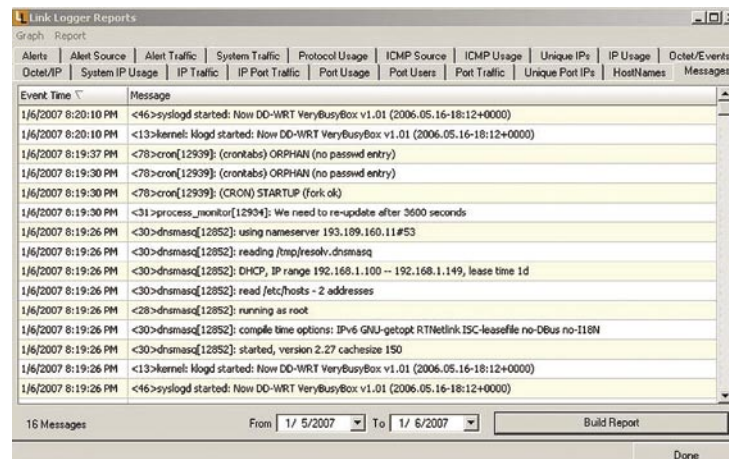 Link Logger Reports
Graph Report
Alerts Alert Source Alert Traffic System Traffic Protocol Usage ICMP Source ICMP Usage Unique IPs IP Usage Octet/Events
Octet/IP System IP Usage IP Traffic IP Port Traffic Port Usage Port Users Port Traffic Unique Port IPs HostNames Messages
Event Time Message
1/6/2007 8:20:10 PM <46>syslogd started: Now DD-WRT VeryBusyBox v1.01 (2006.05.16-18:12+0000)
1/6/2007 8:20:10 PM <13>kernel: klogd started: Now DD-WRT VeryBusyBox v1.01 (2006.05.16-18:12+0000)
1/6/2007 8:19:37 PM <78>cron[12939]: (crontabs) ORPHAN (no passwd entry)
1/6/2007 8:19:30 PM <78>cron[12939]: (crontabs) ORPHAN (no passwd entry)
1/6/2007 8:19:30 PM <78>cron[12939]: (CRON) STARTUP (fork ok)
1/6/2007 8:19:30 PM <31>process_monitor[12934]: We need to re-update after 3600 seconds
1/6/2007 8:19:26 PM <30>dnsmasq[12852]: using nameserver 193.189.160.11#53
1/6/2007 8:19:26 PM <30>dnsmasq[12852]: reading /tmp/resolv.dnsmasq
1/6/2007 8:19:26 PM <30>dnsmasq[12852]: DHCP, IP range 192.168.1.100 -- 192.168.1.149, lease time 1d
1/6/2007 8:19:26 PM <30>dnsmasq[12852]: read /etc/hosts - 2 addresses
1/6/2007 8:19:26 PM <28>dnsmasq[12852]: running as root
1/6/2007 8:19:26 PM <30>dnsmasq[12852]: compile time options: IPv6 GNU-getopt RTNetlink ISC-leasefile no-DBus no-I18N
1/6/2007 8:19:26 PM <30>dnsmasq[12852]: started, version 2.27 cachesize 150
1/6/2007 8:19:26 PM <13>kernel: klogd started: Now DD-WRT VeryBusyBox v1.01 (2006.05.16-18:12+0000)
1/6/2007 8:19:26 PM <46>syslogd started: Now DD-WRT VeryBusyBox v1.01 (2006.05.16-18:12+0000)
16 Messages From 1/ 5/2007 To 1/ 6/2007 Build Report
Done